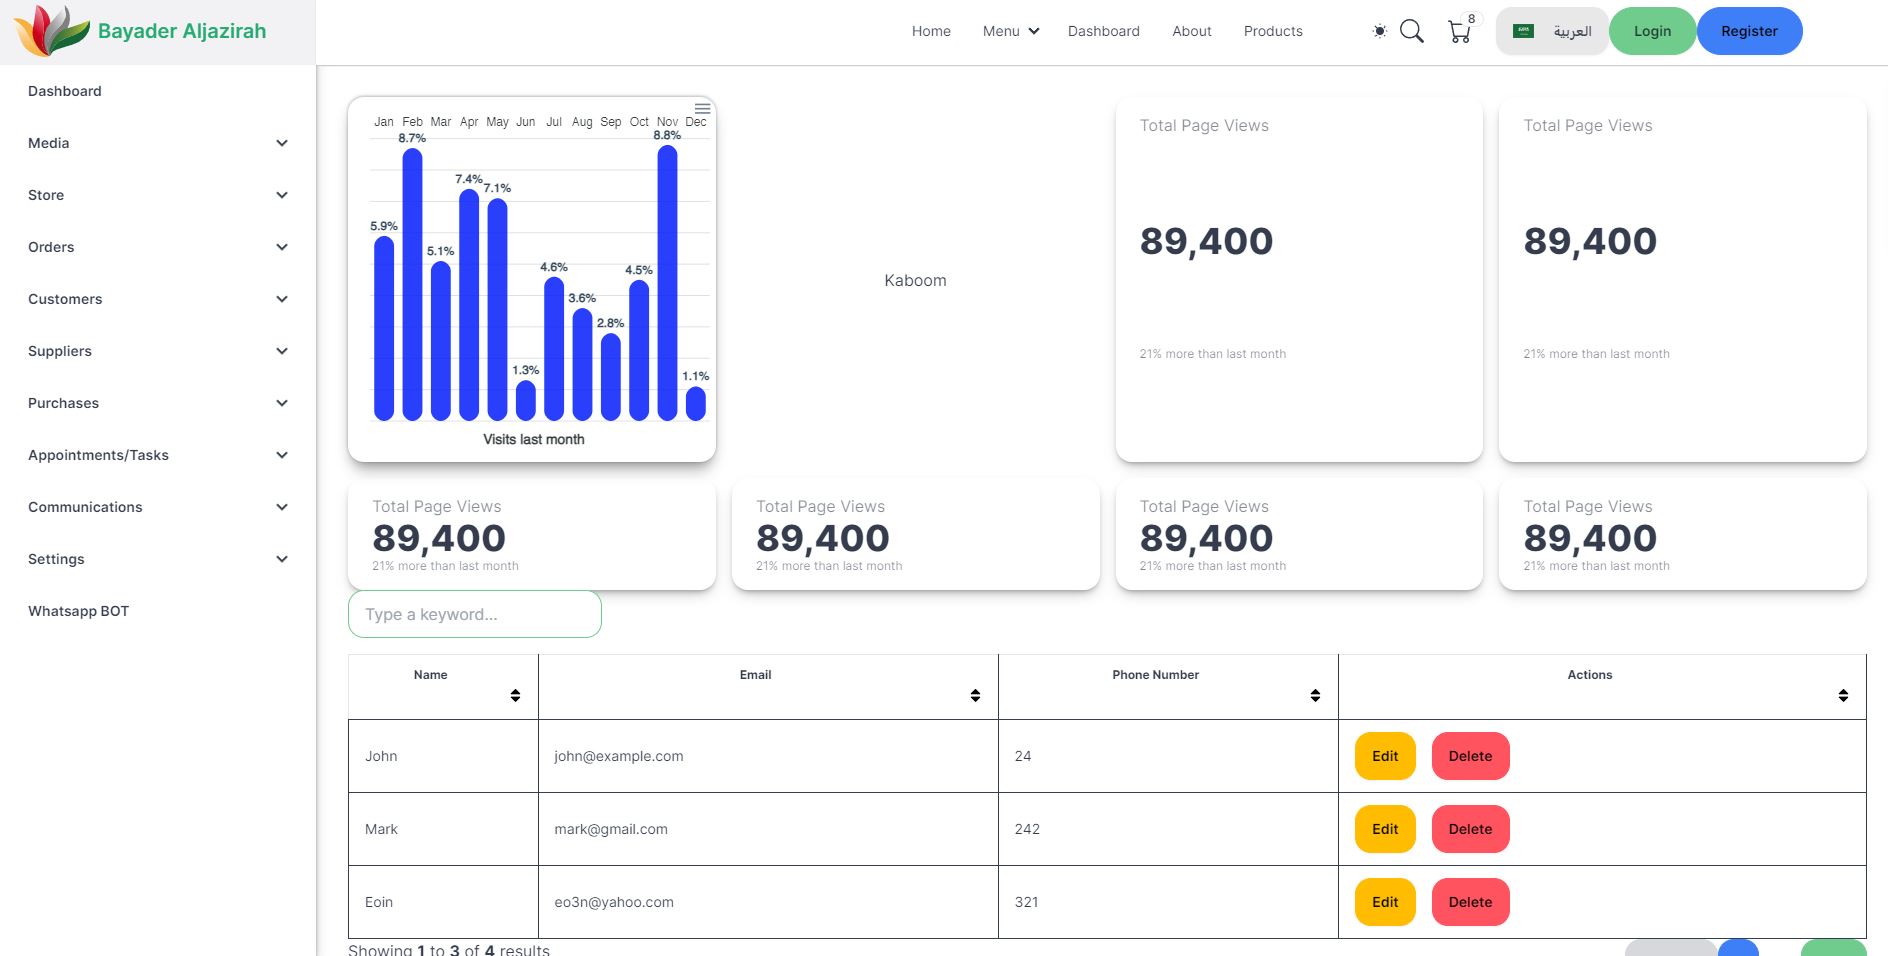 Bayader Aljazirah
Home Menu Dashboard About Products 8 العربية Login Register
Dashboard
Media
Store
Orders
Customers
Suppliers
Purchases
Appointments/Tasks
Communications
Settings
Whatsapp BOT
Jan Feb Mar Apr May Jun Jul Aug Sep Oct Nov Dec
5.9% 8.7% 5.1% 7.4% 7.1% 1.3% 4.6% 3.6% 2.8% 4.5% 8.8% 1.1%
Visits last month
Kaboom
Total Page Views
89,400
21% more than last month
Total Page Views
89,400
21% more than last month
Total Page Views
89,400
21% more than last month
Total Page Views
89,400
21% more than last month
Total Page Views
89,400
21% more than last month
Total Page Views
89,400
21% more than last month
Type a keyword...
Name Email Phone Number Actions
John john@example.com 24 Edit Delete
Mark mark@gmail.com 242 Edit Delete
Eoin eo3n@yahoo.com 321 Edit Delete
Showing 1 to 3 of 4 results